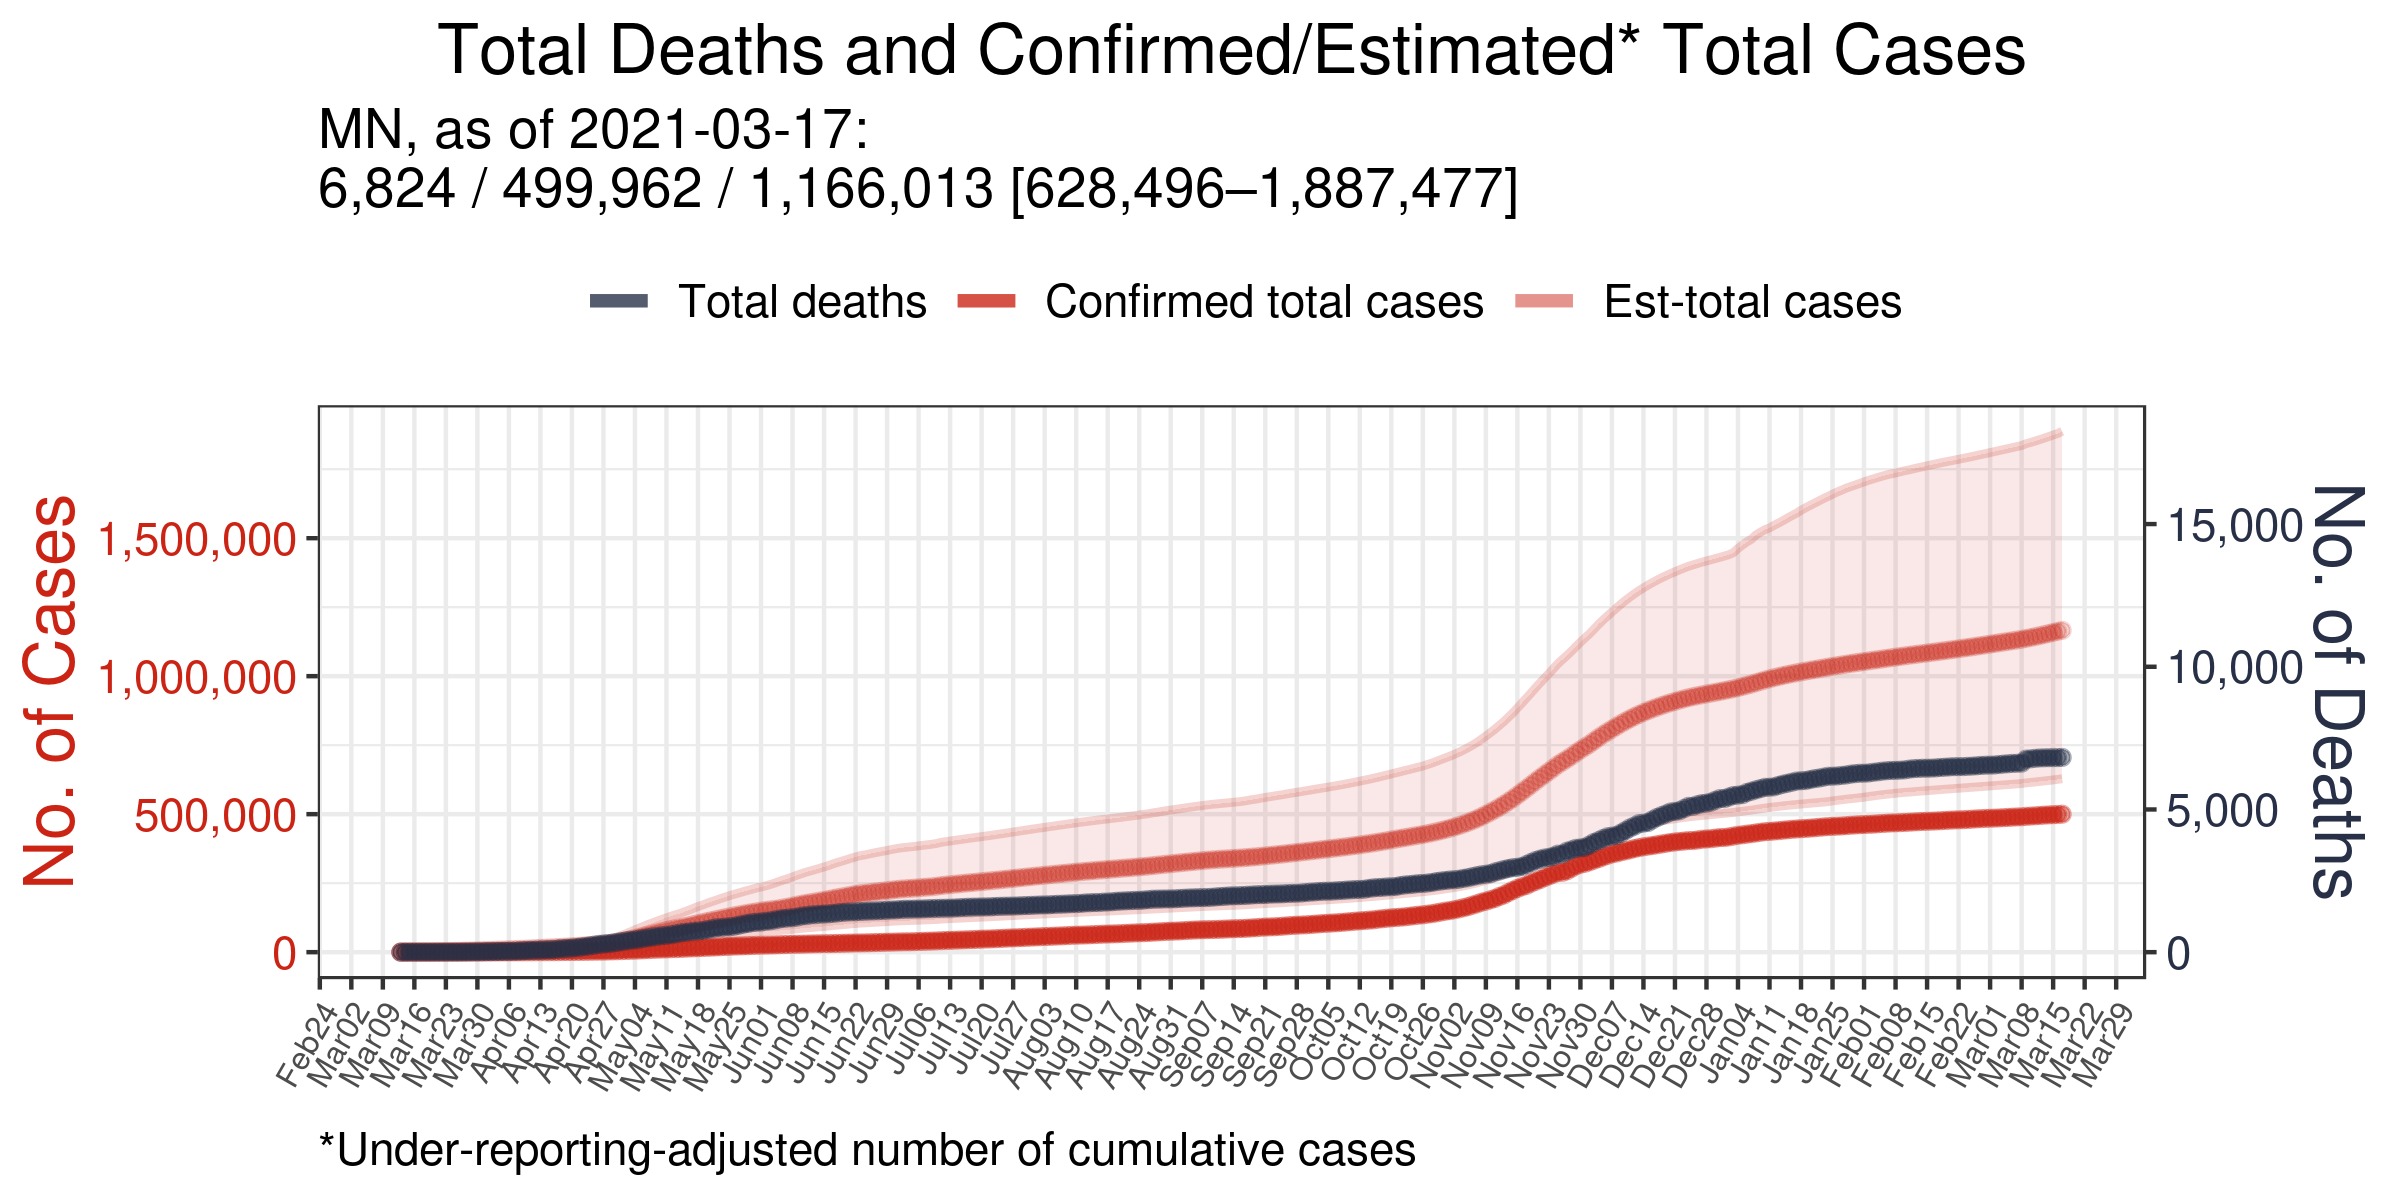 Total Deaths and Confirmed/Estimated* Total Cases
MN, as of 2021-03-17:
6,824 / 499,962 / 1,166,013 [628,496–1,887,477]
Total deaths
Confirmed total cases
Est-total cases
No. of Cases
1,500,000
1,000,000
500,000
0
15,000
10,000
5,000
0
No. of Deaths
Feb24
Mar02
Mar09
Mar16
Mar23
Mar30
Apr06
Apr13
Apr20
Apr27
May04
May11
May18
May25
Jun01
Jun08
Jun15
Jun22
Jun29
Jul06
Jul13
Jul20
Jul27
Aug03
Aug10
Aug17
Aug24
Aug31
Sep07
Sep14
Sep21
Sep28
Oct05
Oct12
Oct19
Oct26
Nov02
Nov09
Nov16
Nov23
Nov30
Dec07
Dec14
Dec21
Dec28
Jan04
Jan11
Jan18
Jan25
Feb01
Feb08
Feb15
Feb22
Mar01
Mar08
Mar15
Mar22
Mar29
*Under-reporting-adjusted number of cumulative cases